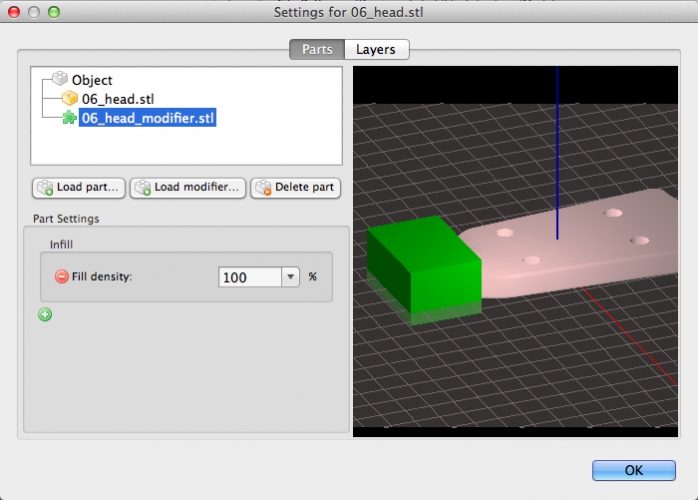 Settings for 06_head.stl
Parts Layers
Object
06_head.stl
06_head_modifier.stl
Load part... Load modifier... Delete part
Part Settings
Infill
Fill density: 100 %
OK